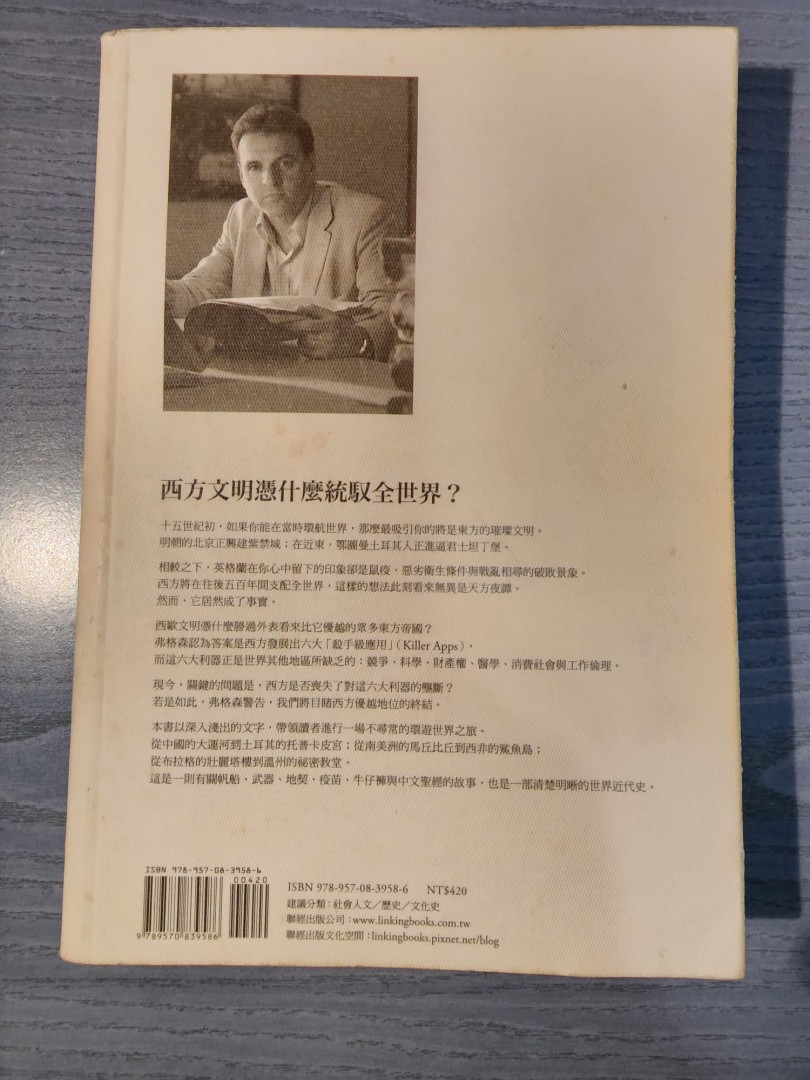 西方文明憑什麼統馭全世界？
十五世紀初，如果你能在當時環航世界，那麼最吸引你的將是東方的璀璨文明。
明朝的北京正興建紫禁城；在近東，鄂圖曼土耳其人正進逼君士坦丁堡。
相較之下，英格蘭在你心中留下的印象卻是鼠疫、惡劣衛生條件與戰亂相尋的破敗景象。
西方將在往後五百年間支配全世界，這樣的想法此刻看來無異是天方夜譚。
然而，它居然成了事實。
西歐文明憑什麼勝過外表看來比它優越的眾多東方帝國？
弗格森認為答案是西方發展出六大「殺手級應用」（Killer Apps），
而這六大利器正是世界其他地區所缺乏的：競爭、科學、財產權、醫學、消費社會與工作倫理。
現今，關鍵的問題是，西方是否喪失了對這六大利器的壟斷？
若是如此，弗格森警告，我們將目睹西方優越地位的終結。
本書以深入淺出的文字，帶領讀者進行一場不尋常的環遊世界之旅。
從中國的大運河到土耳其的托普卡皮宮；從南美洲的馬丘比丘到西非的鯊魚島；
從布拉格的壯麗塔樓到溫州的祕密教堂。
這是一則有關帆船、武器、地契、疫苗、牛仔褲與中文聖經的故事，也是一部清楚明晰的世界近代史。
ISBN 978-957-08-3958-6
00420
9 789570 839586
ISBN 978-957-08-3958-6 NT$420
建議分類：社會人文／歷史／文化史
聯經出版公司：www.linkingbooks.com.tw
聯經出版文化空間：linkingbooks.pixnet.net/blog